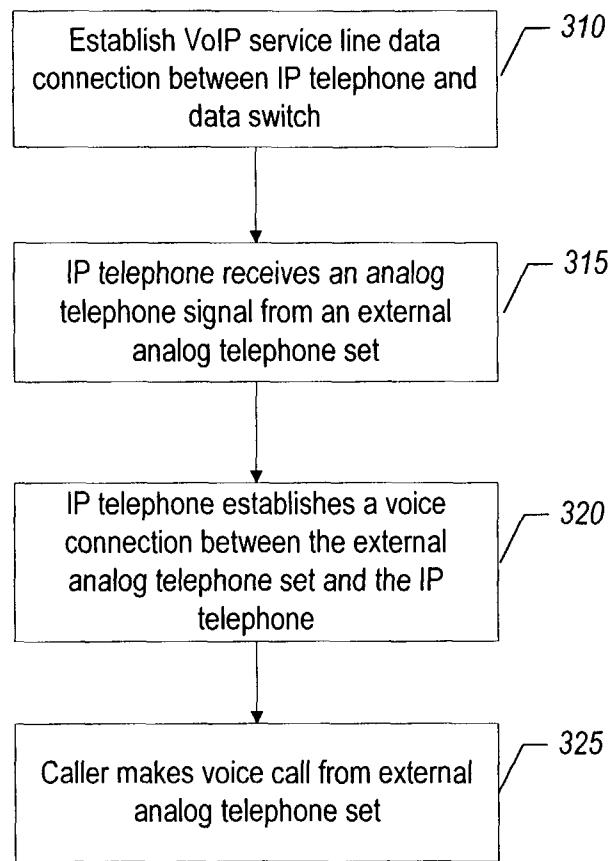 Establish VoIP service line data
connection between IP telephone and
data switch
310
IP telephone receives an analog
telephone signal from an external
analog telephone set
315
IP telephone establishes a voice
connection between the external
analog telephone set and the IP
telephone
320
Caller makes voice call from external
analog telephone set
325